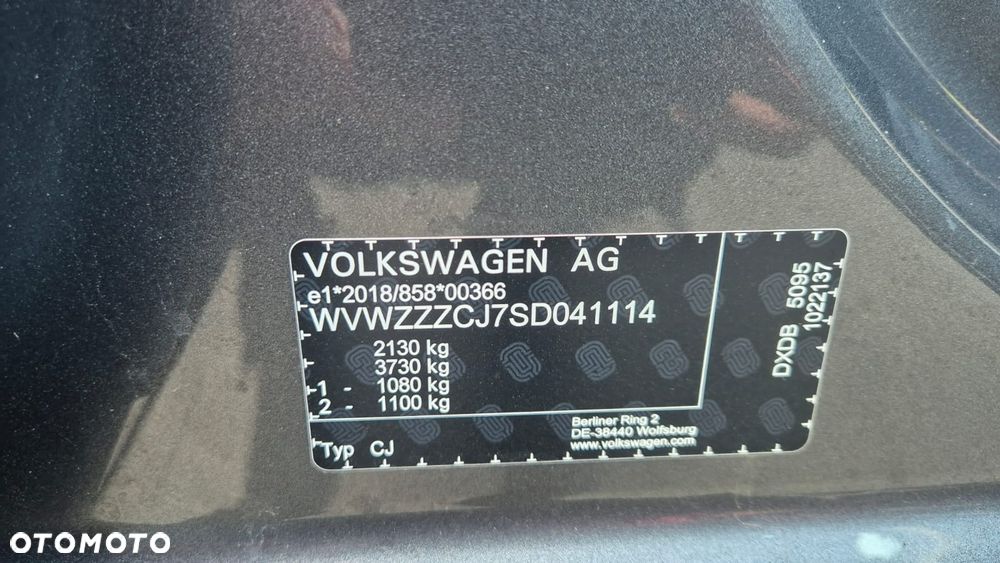 VOLKSWAGEN AG
e1*2018/858*00366
WVWZZZCJ7SD041114
2130 kg
3730 kg
1 - 1080 kg
2 - 1100 kg
Berliner Ring 2
DE-38440 Wolfsburg
www.volkswagen.com
Typ CJ
DXDB 5095
1022137
OTOMOTO